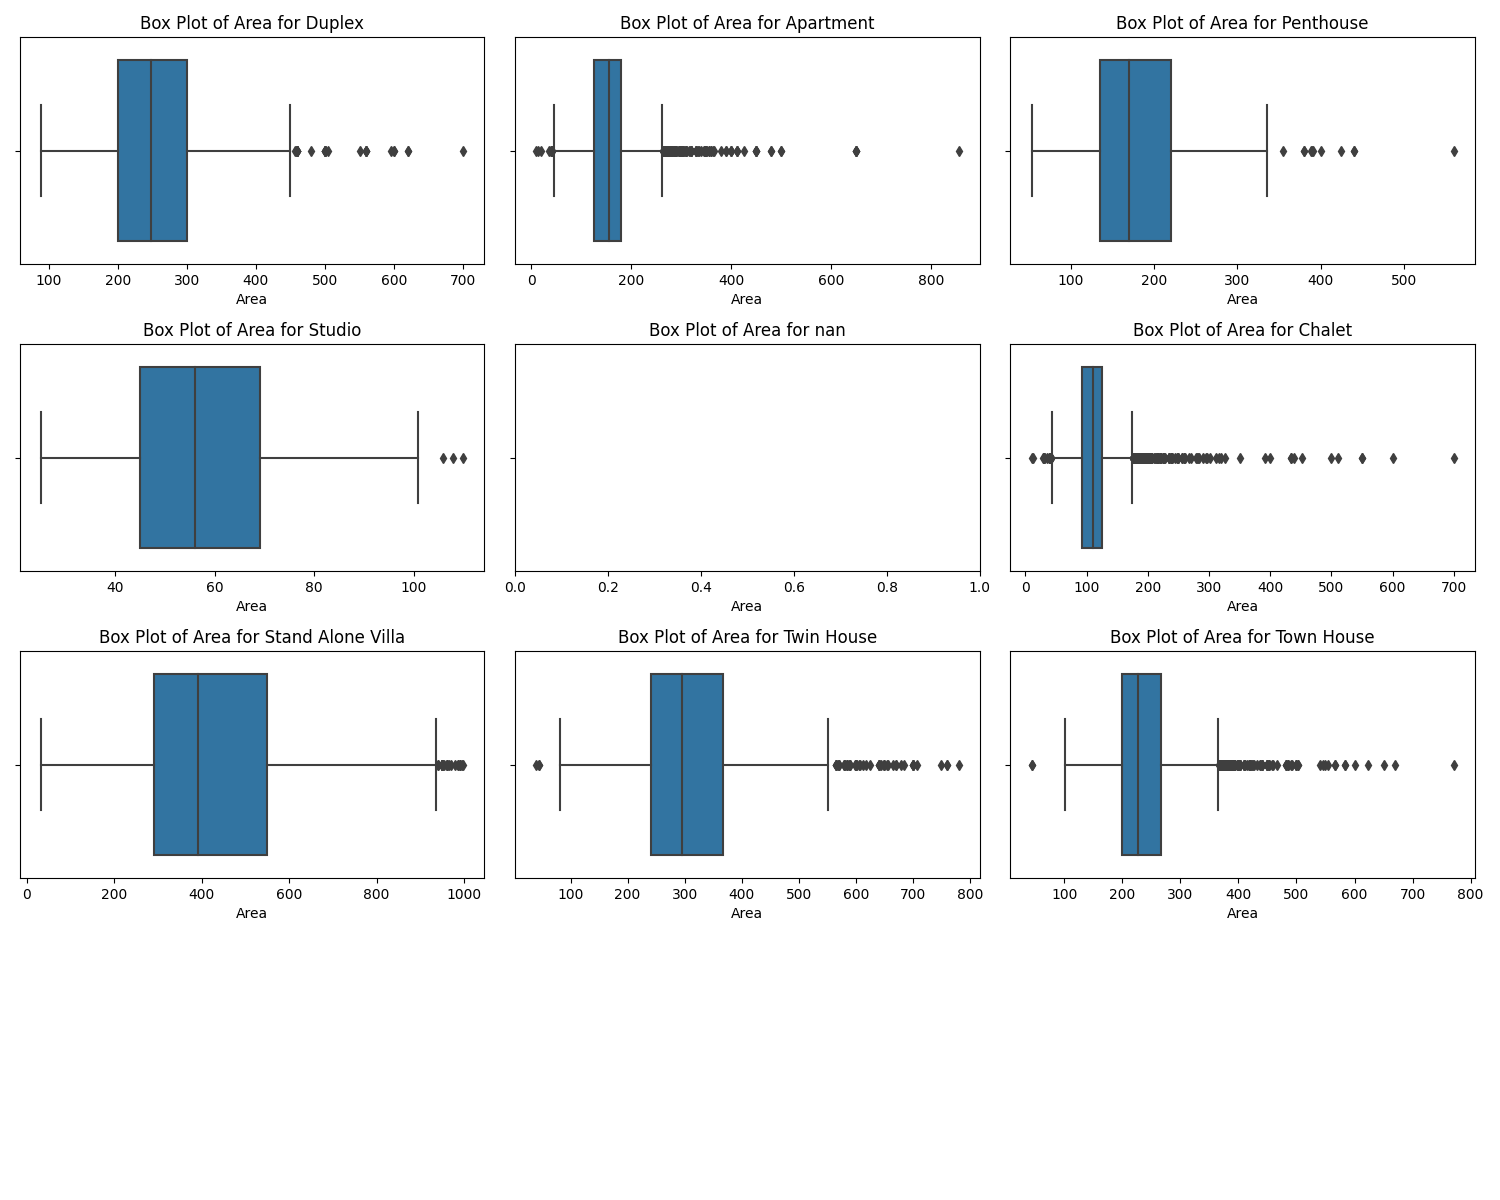 Box Plot of Area for Duplex
100 200 300 400 500 600 700
Area
Box Plot of Area for Apartment
0 200 400 600 800
Area
Box Plot of Area for Penthouse
100 200 300 400 500
Area
Box Plot of Area for Studio
40 60 80 100
Area
Box Plot of Area for nan
0.0 0.2 0.4 0.6 0.8 1.0
Area
Box Plot of Area for Chalet
0 100 200 300 400 500 600 700
Area
Box Plot of Area for Stand Alone Villa
0 200 400 600 800 1000
Area
Box Plot of Area for Twin House
100 200 300 400 500 600 700 800
Area
Box Plot of Area for Town House
100 200 300 400 500 600 700 800
Area